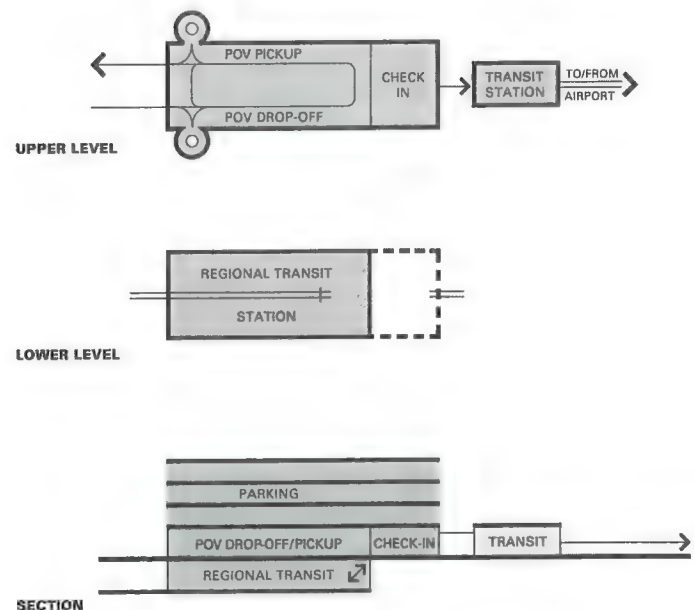 POV PICKUP
CHECK
IN
TRANSIT
STATION
TO/FROM
AIRPORT
POV DROP-OFF
UPPER LEVEL
REGIONAL TRANSIT
STATION
LOWER LEVEL
PARKING
POV DROP-OFF/PICKUP
CHECK-IN
TRANSIT
REGIONAL TRANSIT
SECTION